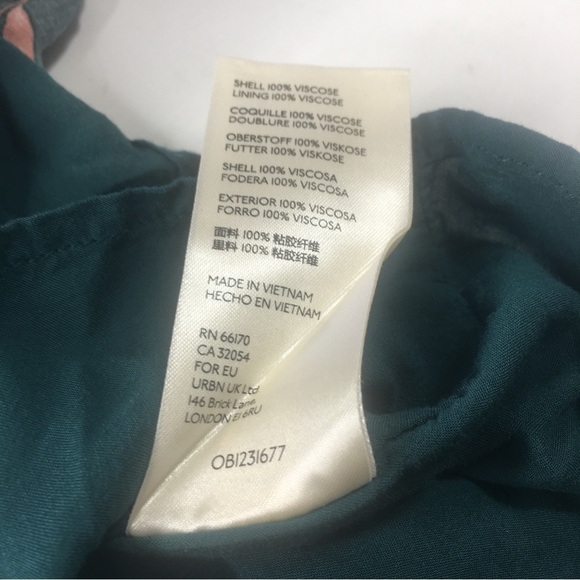 SHELL 100% VISCOSE
LINING 100% VISCOSE
COQUILLE 100% VISCOSE
DOUBLURE 100% VISCOSE
OBERSTOFF 100% VISKOSE
FUTTER 100% VISKOSE
SHELL 100% VISCOSA
FODERA 100% VISCOSA
EXTERIOR 100% VISCOSA
FORRO 100% VISCOSA
面料 100% 粘胶纤维
里料 100% 粘胶纤维
MADE IN VIETNAM
HECHO EN VIETNAM
RN 66170
CA 32054
FOR EU
URBN UK Ltd
146 Brick Lane
LONDON E1 6RU
OB1231677